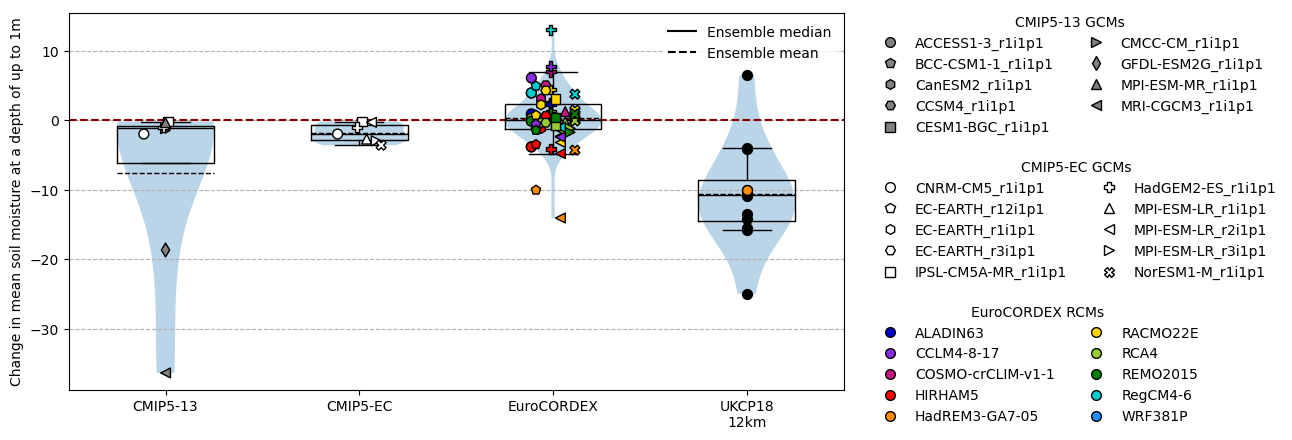 Change in mean soil moisture at a depth of up to 1m
10
0
−10
−20
−30
CMIP5-13
CMIP5-EC
EuroCORDEX
UKCP18
12km
Ensemble median
Ensemble mean
CMIP5-13 GCMs
ACCESS1-3_r1i1p1
BCC-CSM1-1_r1i1p1
CanESM2_r1i1p1
CCSM4_r1i1p1
CESM1-BGC_r1i1p1
CMCC-CM_r1i1p1
GFDL-ESM2G_r1i1p1
MPI-ESM-MR_r1i1p1
MRI-CGCM3_r1i1p1
CMIP5-EC GCMs
CNRM-CM5_r1i1p1
EC-EARTH_r12i1p1
EC-EARTH_r1i1p1
EC-EARTH_r3i1p1
IPSL-CM5A-MR_r1i1p1
HadGEM2-ES_r1i1p1
MPI-ESM-LR_r1i1p1
MPI-ESM-LR_r2i1p1
MPI-ESM-LR_r3i1p1
NorESM1-M_r1i1p1
EuroCORDEX RCMs
ALADIN63
CCLM4-8-17
COSMO-crCLIM-v1-1
HIRHAM5
HadREM3-GA7-05
RACMO22E
RCA4
REMO2015
RegCM4-6
WRF381P